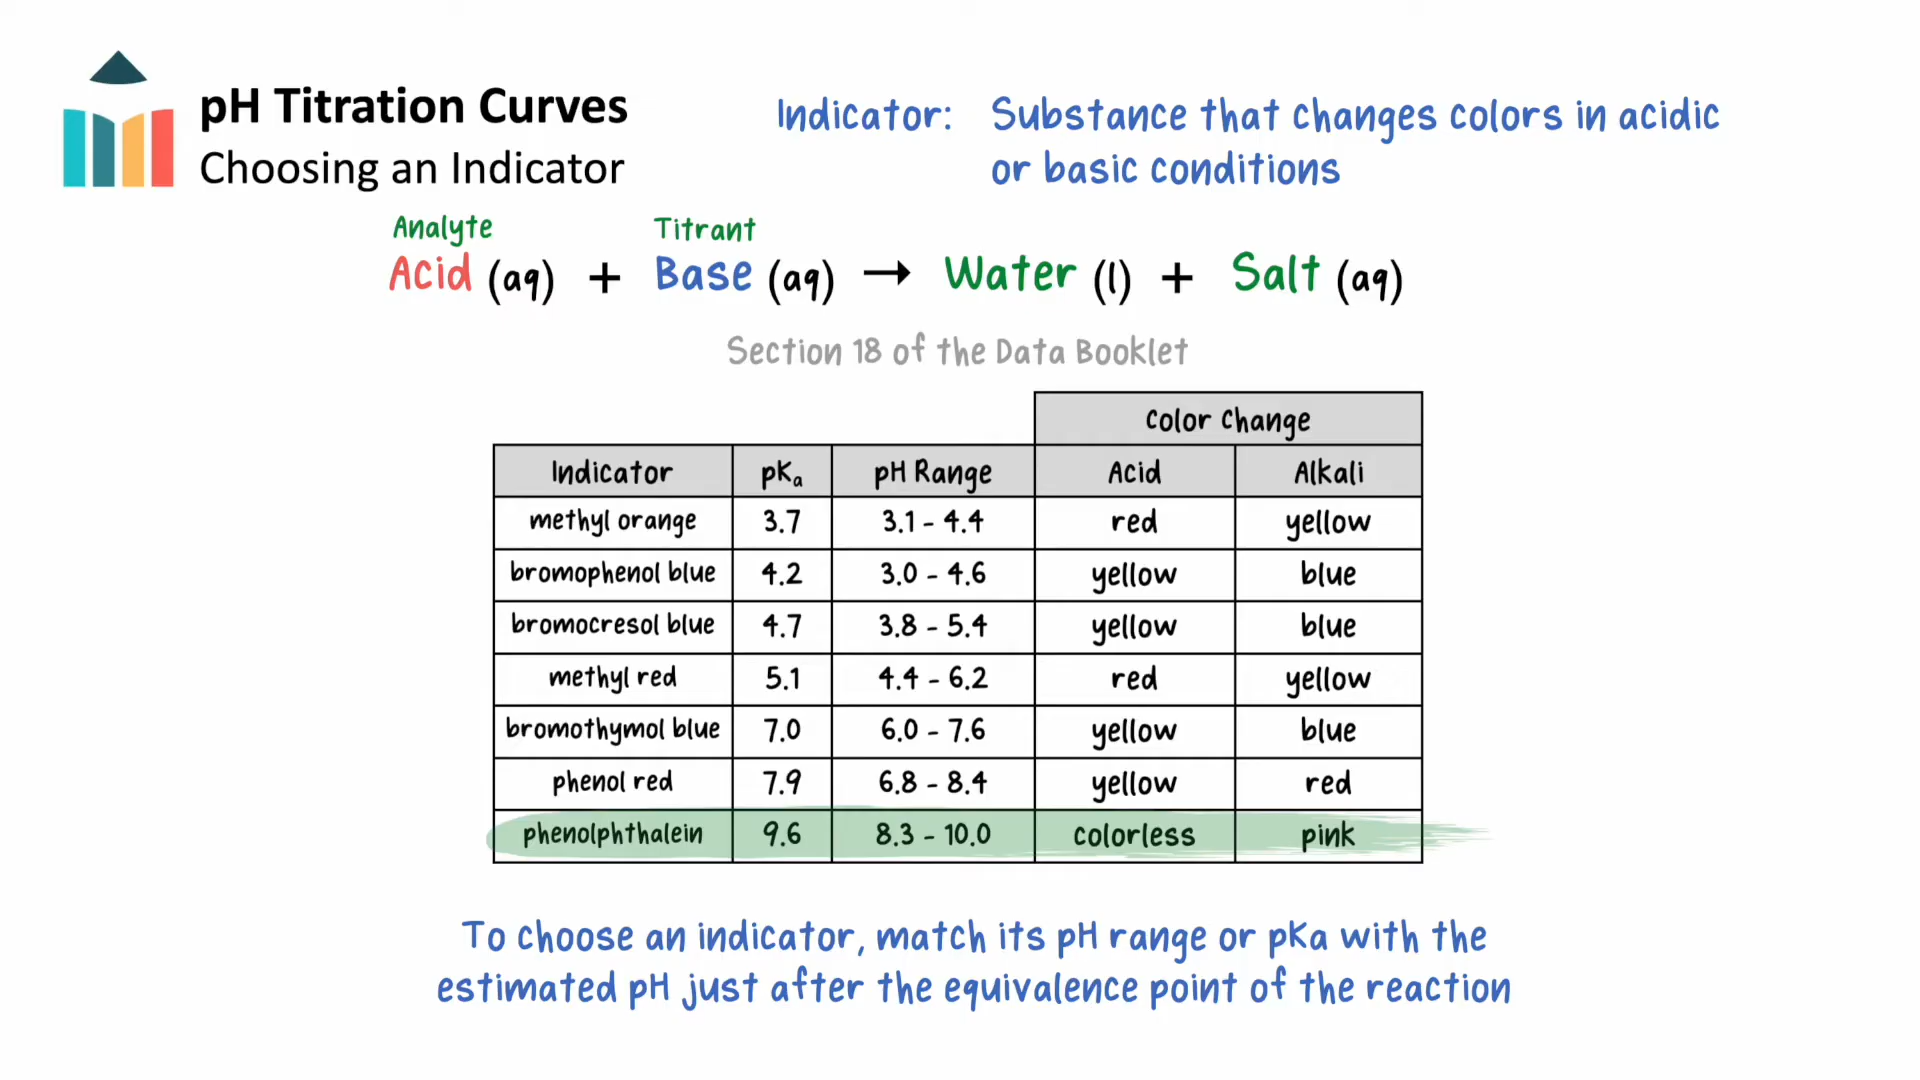 pH Titration Curves
Choosing an Indicator
Indicator: Substance that changes colors in acidic
or basic conditions
Analyte Titrant
Acid (aq) + Base (aq) → Water (l) + Salt (aq)
Section 18 of the Data Booklet
Color Change
Indicator pKₐ pH Range Acid Alkali
methyl orange 3.7 3.1 - 4.4 red yellow
bromophenol blue 4.2 3.0 - 4.6 yellow blue
bromocresol blue 4.7 3.8 - 5.4 yellow blue
methyl red 5.1 4.4 - 6.2 red yellow
bromothymol blue 7.0 6.0 - 7.6 yellow blue
phenol red 7.9 6.8 - 8.4 yellow red
phenolphthalein 9.6 8.3 - 10.0 colorless pink
To choose an indicator, match its pH range or pKa with the
estimated pH just after the equivalence point of the reaction